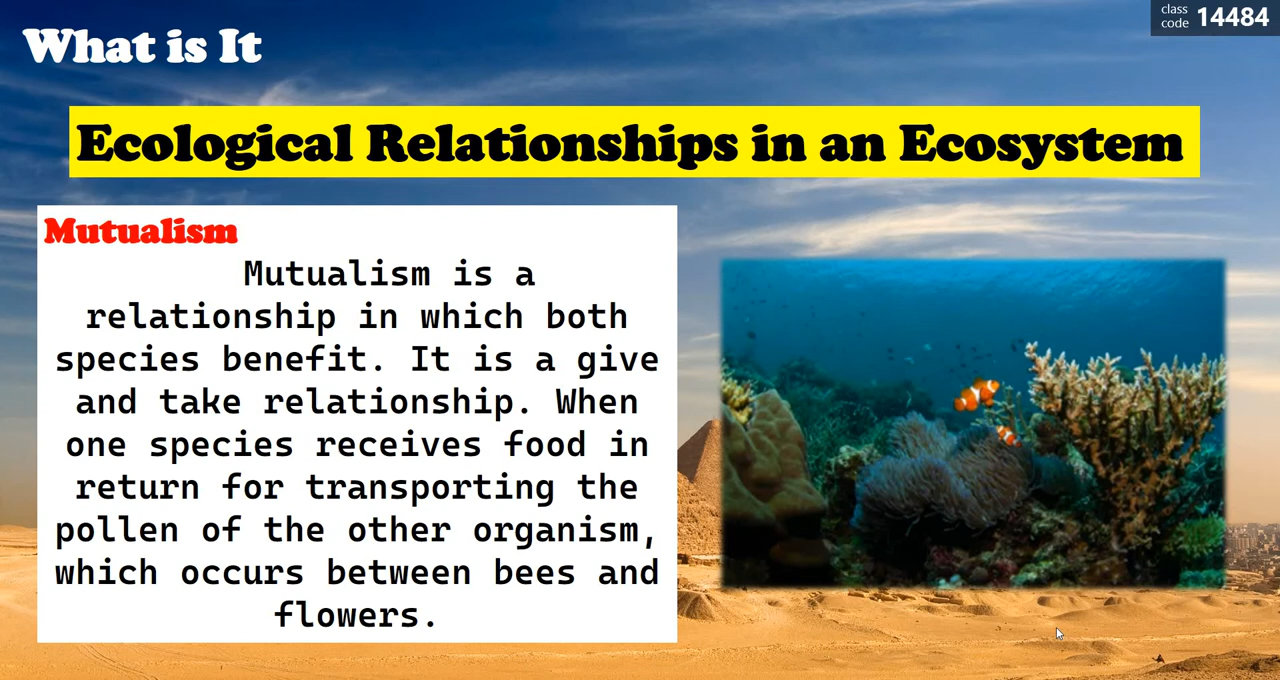 class
code 14484
What is It
Ecological Relationships in an Ecosystem
Mutualism
Mutualism is a
relationship in which both
species benefit. It is a give
and take relationship. When
one species receives food in
return for transporting the
pollen of the other organism,
which occurs between bees and
flowers.